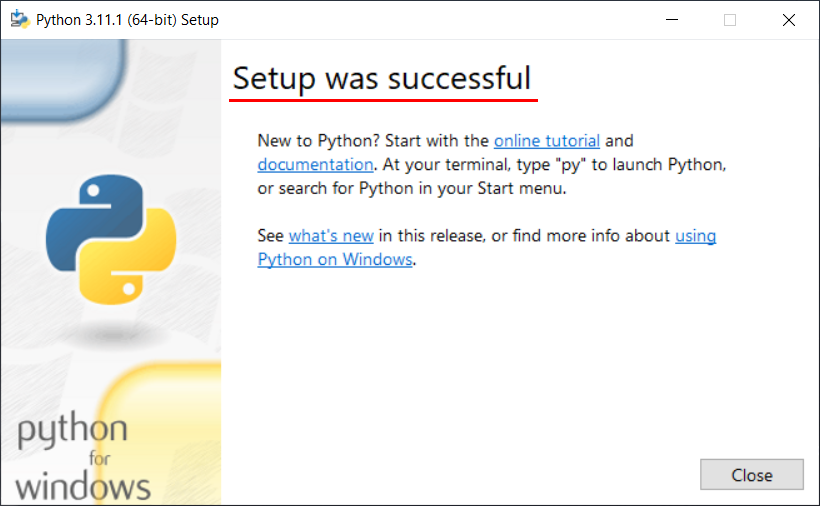 Python 3.11.1 (64-bit) Setup
Setup was successful
New to Python? Start with the online tutorial and
documentation. At your terminal, type "py" to launch Python,
or search for Python in your Start menu.
See what's new in this release, or find more info about using
Python on Windows.
python
for
windows
Close